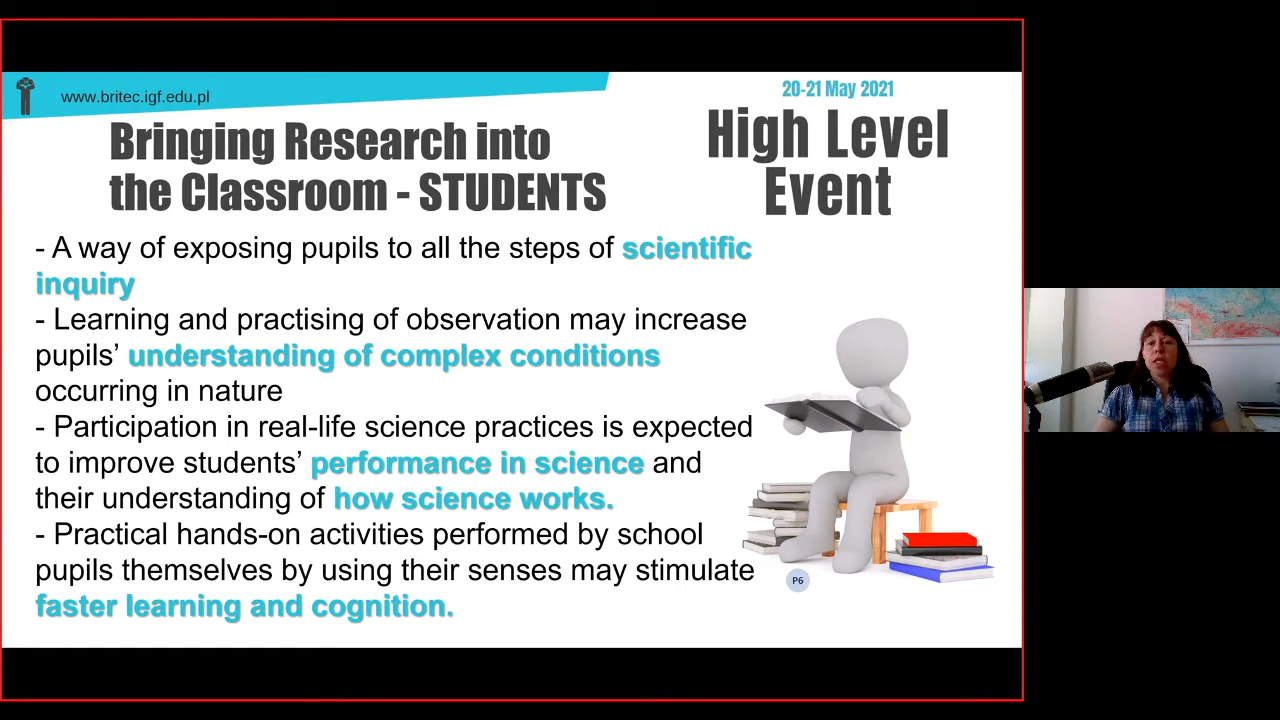 www.britec.igf.edu.pl
20-21 May 2021
High Level
Event
Bringing Research into
the Classroom - STUDENTS
- A way of exposing pupils to all the steps of scientific
inquiry
- Learning and practising of observation may increase
pupils’ understanding of complex conditions
occurring in nature
- Participation in real-life science practices is expected
to improve students’ performance in science and
their understanding of how science works.
- Practical hands-on activities performed by school
pupils themselves by using their senses may stimulate
faster learning and cognition.
P6